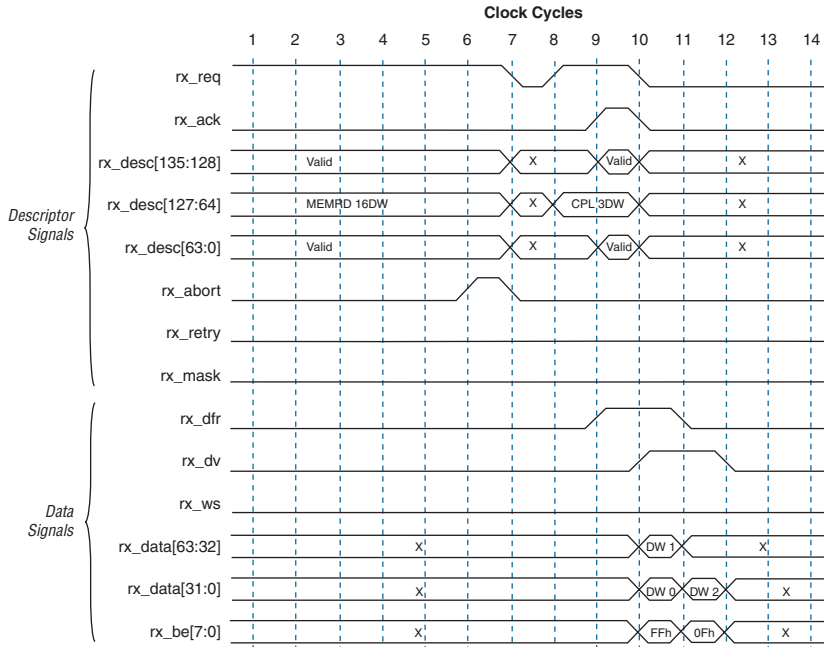 Clock Cycles
1 2 3 4 5 6 7 8 9 10 11 12 13 14
Descriptor
Signals
rx_req
rx_ack
rx_desc[135:128] Valid X Valid X
rx_desc[127:64] MEMRD 16DW X CPL 3DW X
rx_desc[63:0] Valid X Valid X
rx_abort
rx_retry
rx_mask
Data
Signals
rx_dfr
rx_dv
rx_ws
rx_data[63:32] X DW 1 X
rx_data[31:0] X DW 0 DW 2 X
rx_be[7:0] X FFh 0Fh X